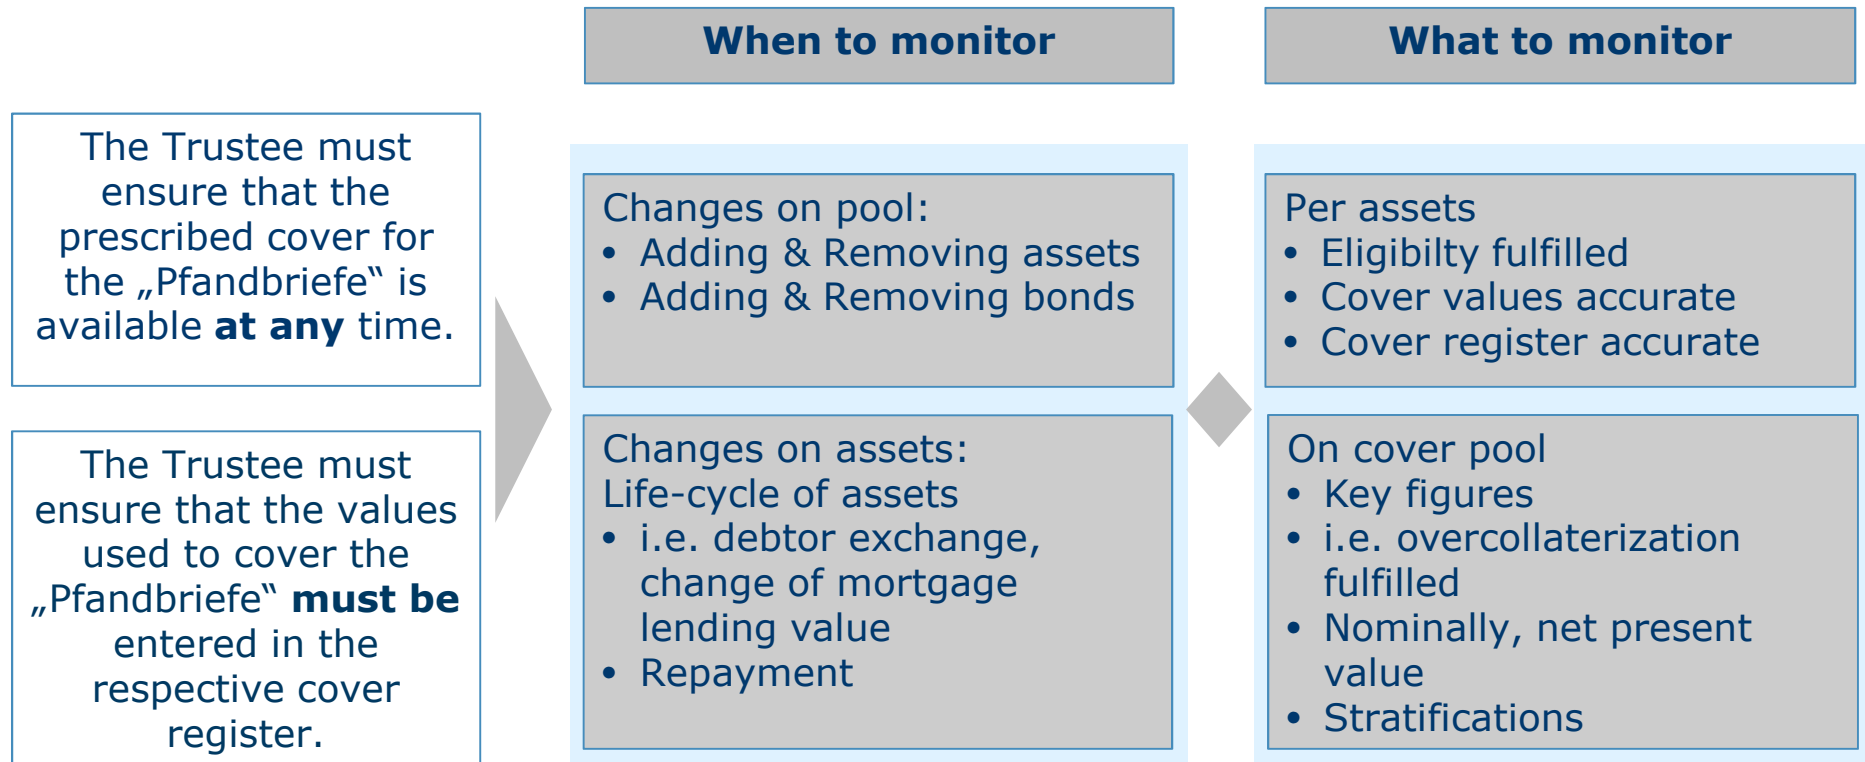 When to monitor
What to monitor
The Trustee must
ensure that the
prescribed cover for
the „Pfandbriefe“ is
available at any time.
The Trustee must
ensure that the values
used to cover the
„Pfandbriefe“ must be
entered in the
respective cover
register.
Changes on pool:
• Adding & Removing assets
• Adding & Removing bonds
Changes on assets:
Life-cycle of assets
• i.e. debtor exchange,
change of mortgage
lending value
• Repayment
Per assets
• Eligibilty fulfilled
• Cover values accurate
• Cover register accurate
On cover pool
• Key figures
• i.e. overcollaterization
fulfilled
• Nominally, net present
value
• Stratifications